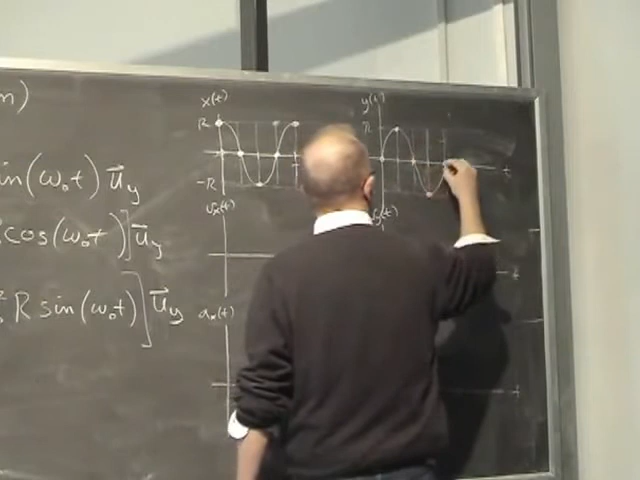 n)
in(ω₀t) u⃗y
cos(ω₀t)] u⃗y
R sin(ω₀t)] u⃗y
x(t)
R
-R
vx(t)
ax(t)
y(t)
R
(t)
t